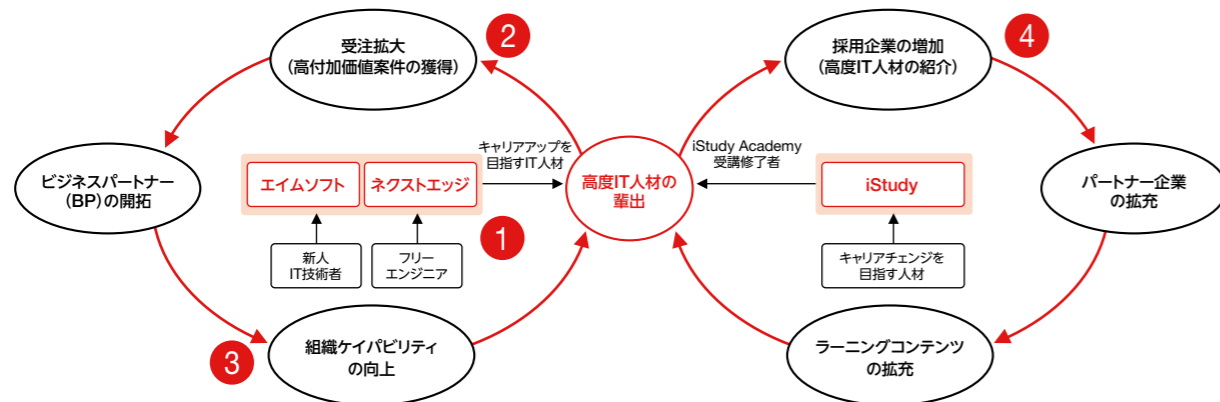 受注拡大
(高付加価値案件の獲得)
2
採用企業の増加
(高度IT人材の紹介)
4
キャリアアップを
目指すIT人材
iStudy Academy
受講修了者
ビジネスパートナー
(BP)の開拓
エイムソフト
ネクストエッジ
高度IT人材の
輩出
iStudy
パートナー企業
の拡充
1
新人
IT技術者
フリー
エンジニア
キャリアチェンジを
目指す人材
3
組織ケイパビリティ
の向上
ラーニングコンテンツ
の拡充